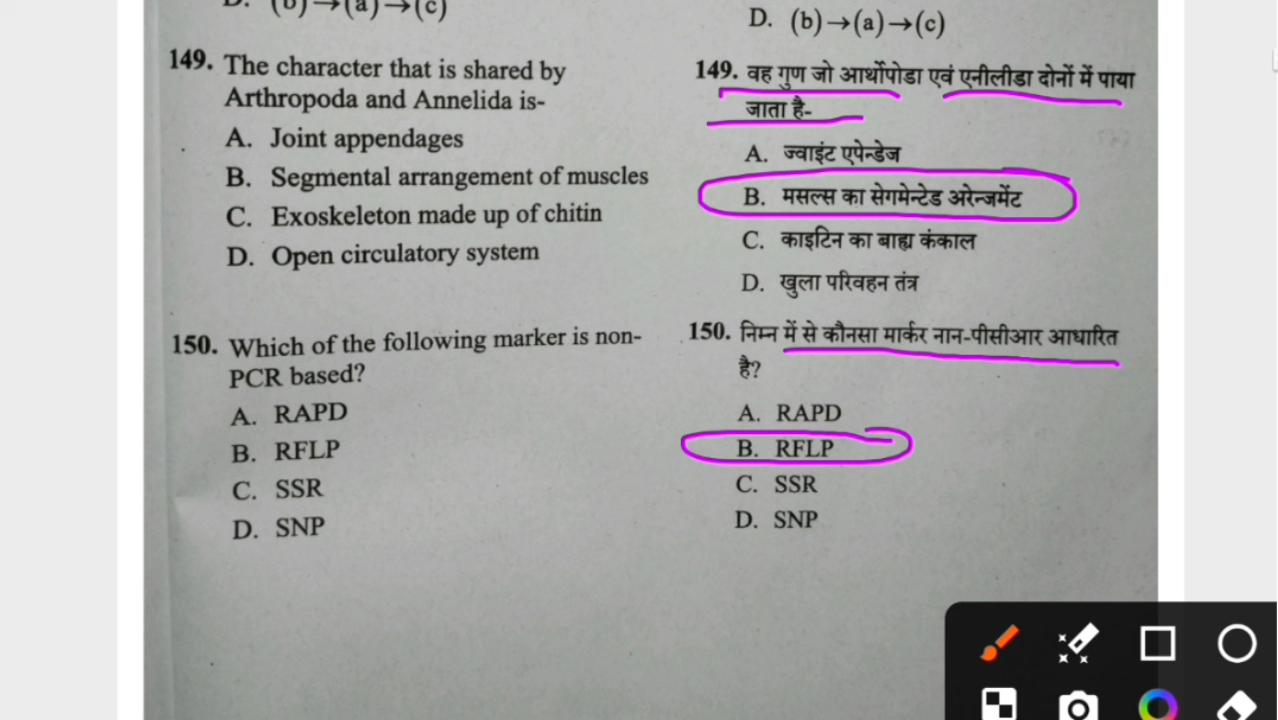 D. (b)→(a)→(c)
149. The character that is shared by
Arthropoda and Annelida is-
A. Joint appendages
B. Segmental arrangement of muscles
C. Exoskeleton made up of chitin
D. Open circulatory system
150. Which of the following marker is non-
PCR based?
A. RAPD
B. RFLP
C. SSR
D. SNP
D. (b)→(a)→(c)
149. वह गुण जो आर्थोपोडा एवं एनीलीडा दोनों में पाया
जाता है-
A. ज्वाइंट एपेन्डेज
B. मसल्स का सेगमेन्टेड अरेन्जमेंट
C. काइटिन का बाह्य कंकाल
D. खुला परिवहन तंत्र
150. निम्न में से कौनसा मार्कर नान-पीसीआर आधारित
है?
A. RAPD
B. RFLP
C. SSR
D. SNP